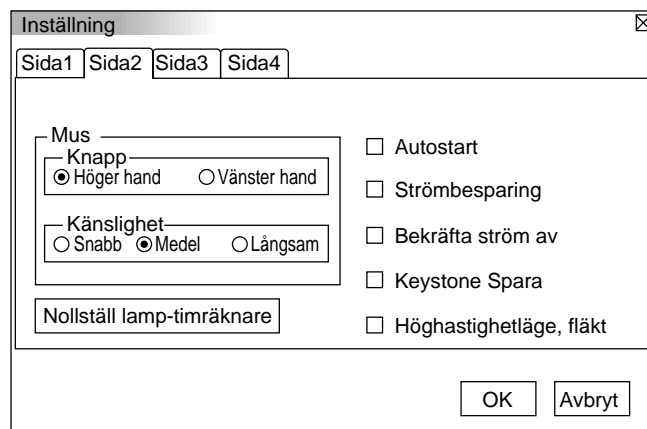 Inställning
Sida1 Sida2 Sida3 Sida4
Mus
Knapp
Höger hand Vänster hand
Känslighet
Snabb Medel Långsam
Nollställ lamp-timräknare
Autostart
Strömbesparing
Bekräfta ström av
Keystone Spara
Höghastighetläge, fläkt
OK Avbryt